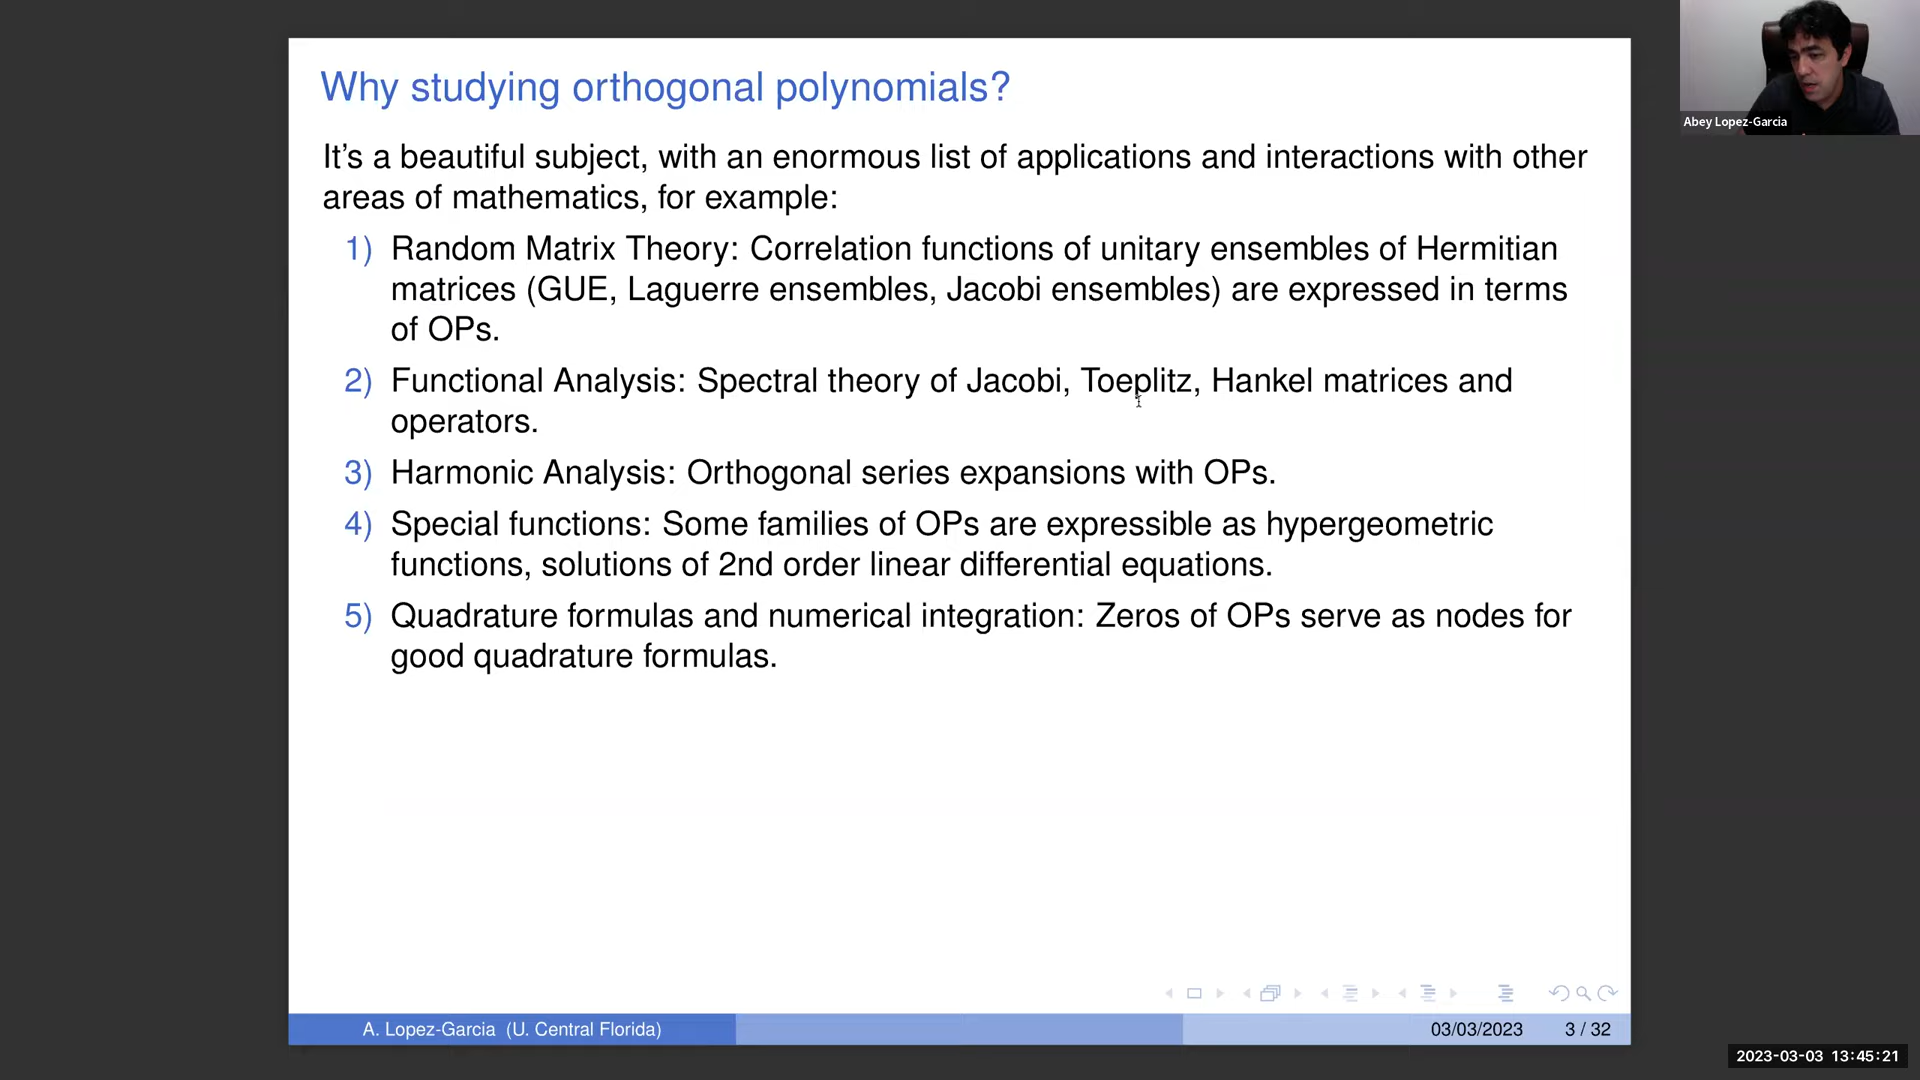 Why studying orthogonal polynomials?
It's a beautiful subject, with an enormous list of applications and interactions with other
areas of mathematics, for example:
1) Random Matrix Theory: Correlation functions of unitary ensembles of Hermitian
matrices (GUE, Laguerre ensembles, Jacobi ensembles) are expressed in terms
of OPs.
2) Functional Analysis: Spectral theory of Jacobi, Toeplitz, Hankel matrices and
operators.
3) Harmonic Analysis: Orthogonal series expansions with OPs.
4) Special functions: Some families of OPs are expressible as hypergeometric
functions, solutions of 2nd order linear differential equations.
5) Quadrature formulas and numerical integration: Zeros of OPs serve as nodes for
good quadrature formulas.
A. Lopez-Garcia (U. Central Florida)
03/03/2023 3 / 32
Abey Lopez-Garcia
2023-03-03 13:45:21